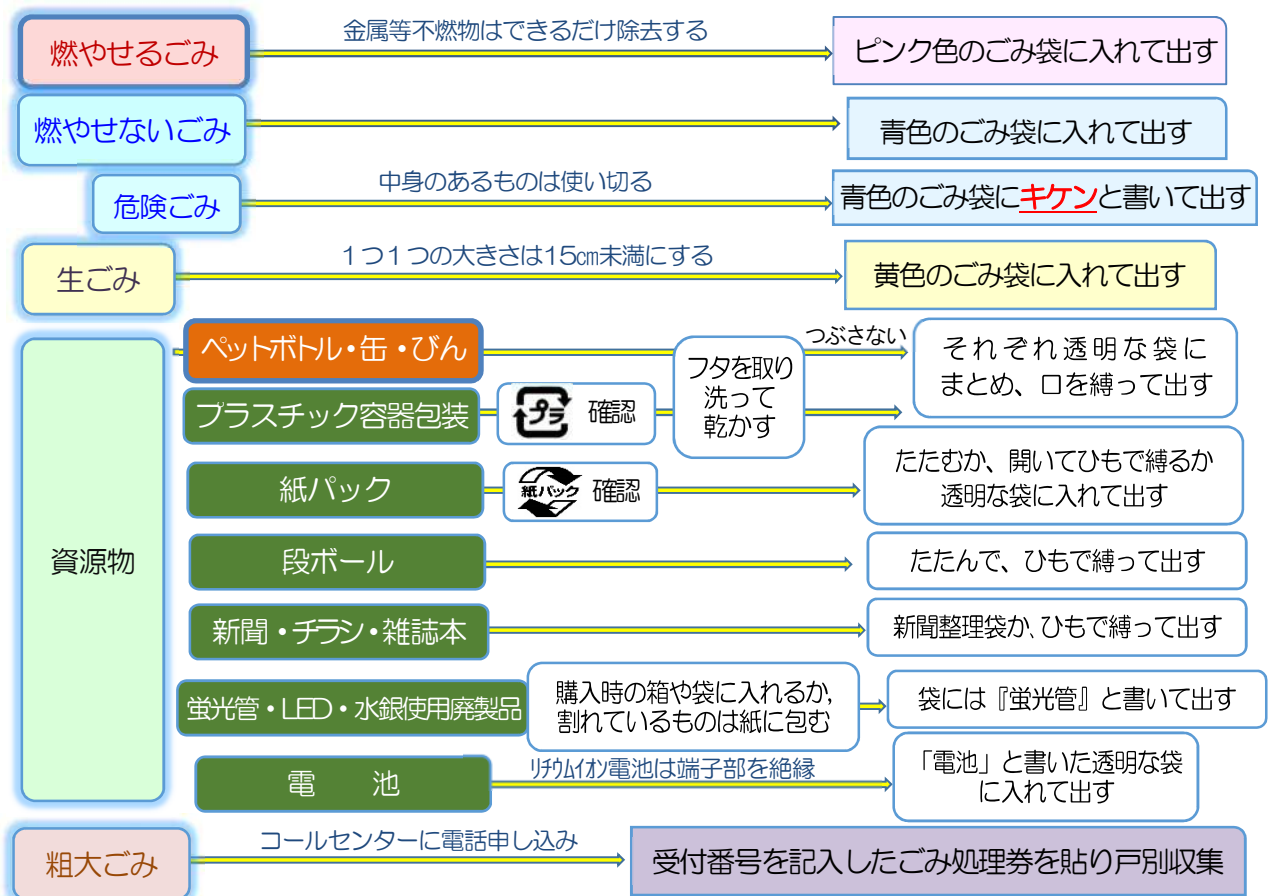 燃やせるごみ
金属等不燃物はできるだけ除去する
ピンク色のごみ袋に入れて出す
燃やせないごみ
青色のごみ袋に入れて出す
危険ごみ
中身のあるものは使い切る
青色のごみ袋にキケンと書いて出す
生ごみ
1つ1つの大きさは15㎝未満にする
黄色のごみ袋に入れて出す
資源物
ペットボトル・缶・びん
フタを取り
洗って
乾かす
つぶさない
それぞれ透明な袋に
まとめ、口を縛って出す
プラスチック容器包装
プラ
確認
紙パック
紙パック
確認
たたむか、開いてひもで縛るか
透明な袋に入れて出す
段ボール
たたんで、ひもで縛って出す
新聞・チラシ・雑誌本
新聞整理袋か、ひもで縛って出す
蛍光管・LED・水銀使用廃製品
購入時の箱や袋に入れるか,
割れているものは紙に包む
袋には『蛍光管』と書いて出す
電　池
リチウムイオン電池は端子部を絶縁
「電池」と書いた透明な袋
に入れて出す
粗大ごみ
コールセンターに電話申し込み
受付番号を記入したごみ処理券を貼り戸別収集